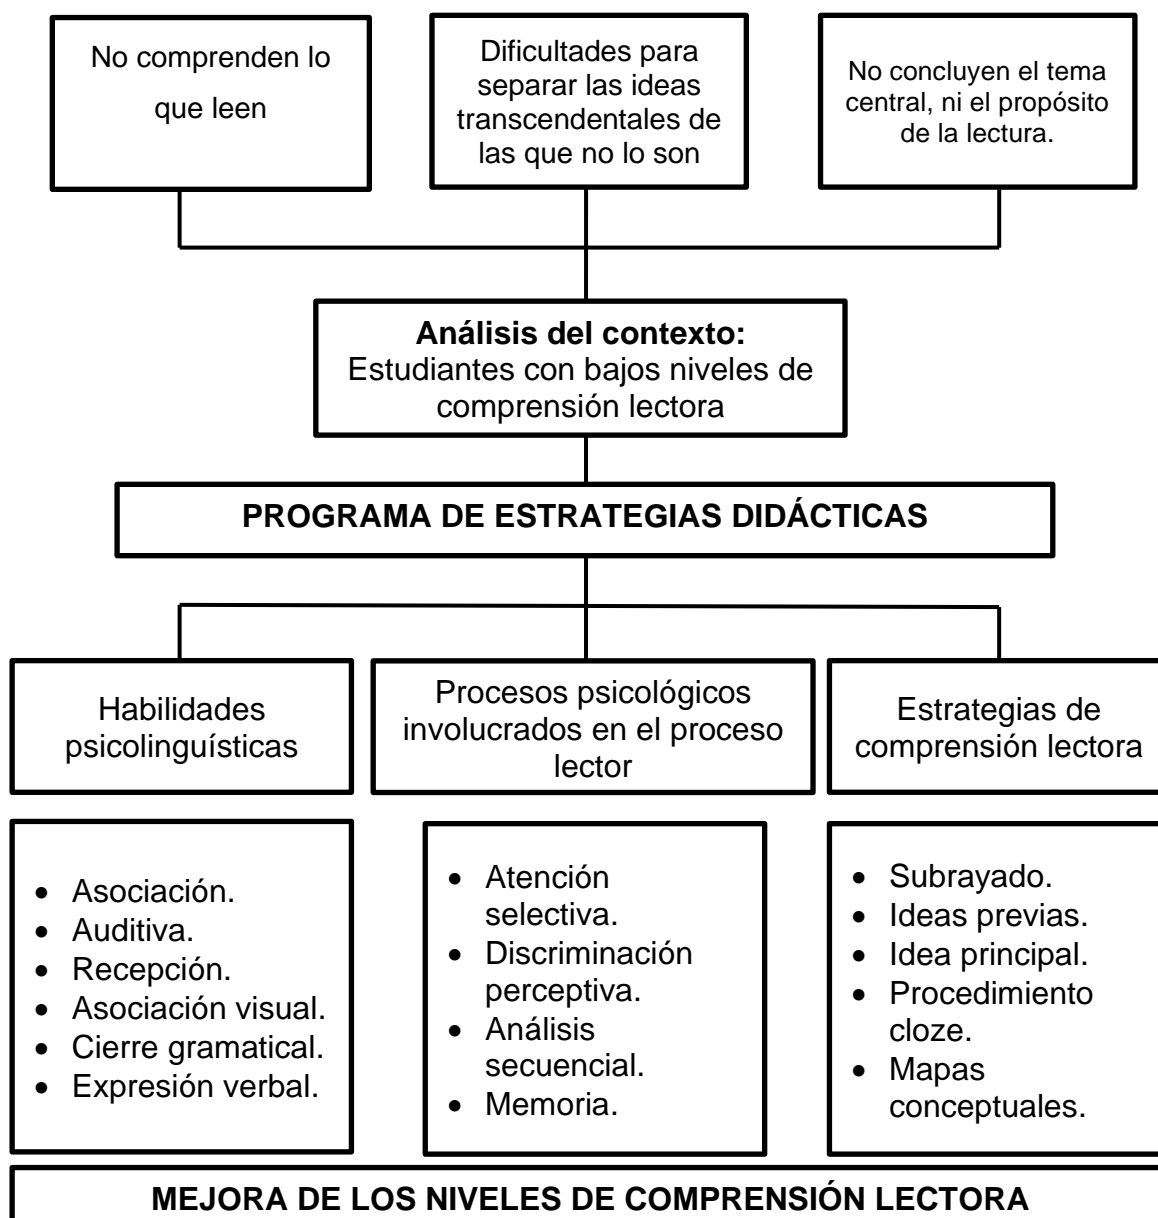 No comprenden lo
que leen
Dificultades para
separar las ideas
transcendentales de
las que no lo son
No concluyen el tema
central, ni el propósito
de la lectura.
Análisis del contexto:
Estudiantes con bajos niveles de
comprensión lectora
PROGRAMA DE ESTRATEGIAS DIDÁCTICAS
Habilidades
psicolinguísticas
Procesos psicológicos
involucrados en el proceso
lector
Estrategias de
comprensión lectora
• Asociación.
• Auditiva.
• Recepción.
• Asociación visual.
• Cierre gramatical.
• Expresión verbal.
• Atención
selectiva.
• Discriminación
perceptiva.
• Análisis
secuencial.
• Memoria.
• Subrayado.
• Ideas previas.
• Idea principal.
• Procedimiento
cloze.
• Mapas
conceptuales.
MEJORA DE LOS NIVELES DE COMPRENSIÓN LECTORA